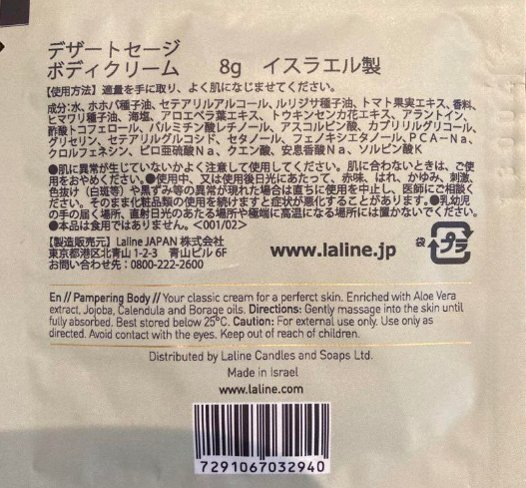 デザートセージ
ボディクリーム 8g イスラエル製
【使用方法】適量を手に取り、よく肌になじませてください。
成分:水、ホホバ種子油、セテアリルアルコール、ルリジサ種子油、トマト果実エキス、香料、
ヒマワリ種子油、海塩、アロエベラ葉エキス、トウキンセンカ花エキス、アラントイン、
酢酸トコフェロール、パルミチン酸レチノール、アスコルビン酸、カプリリルグリコール、
グリセリン、セテアリルグルコシド、セタノール、フェノキシエタノール、PCA-Na、
クロルフェネシン、ピロ亜硫酸Na、クエン酸、安息香酸Na、ソルビン酸K
●肌に異常が生じていないかよく注意して使用してください。肌に合わないときは、ご使
用をおやめください。●使用中、又は使用後日光にあたって、赤味、はれ、かゆみ、刺激、
色抜け(白斑等)や黒ずみ等の異常が現れた場合は直ちに使用を中止し、医師にご相談くだ
さい。そのまま化粧品類の使用を続けますと症状が悪化することがあります。●乳幼児
の手の届く場所、直射日光のあたる場所や極端に高温になる場所には置かないでください。
●本品は食用ではありません。<001/02>
【製造販売元】Laline JAPAN 株式会社
東京都港区北青山 1-2-3 青山ビル 6F
お問い合わせ先:0800-222-2600
www.laline.jp
袋 プラ
En // Pampering Body // Your classic cream for a perferct skin. Enriched with Aloe Vera
extract, Jojoba, Calendula and Borage oils. Directions: Gently massage into the skin until
fully absorbed. Best stored below 25°C. Caution: For external use only. Use only as
directed. Avoid contact with the eyes. Keep out of reach of children.
Distributed by Laline Candles and Soaps Ltd.
Made in Israel
www.laline.com
7291067032940